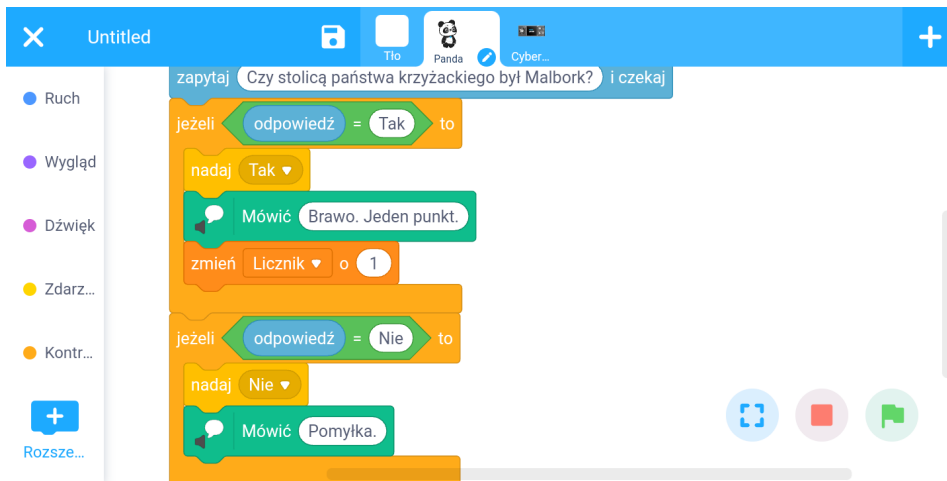 Untitled
Tło
Panda
Cyber...
Ruch
Wygląd
Dźwięk
Zdarz...
Kontr...
Rozsze...
zapytaj Czy stolicą państwa krzyżackiego był Malbork? i czekaj
jeżeli odpowiedź = Tak to
nadaj Tak
Mówić Brawo. Jeden punkt.
zmień Licznik o 1
jeżeli odpowiedź = Nie to
nadaj Nie
Mówić Pomyłka.